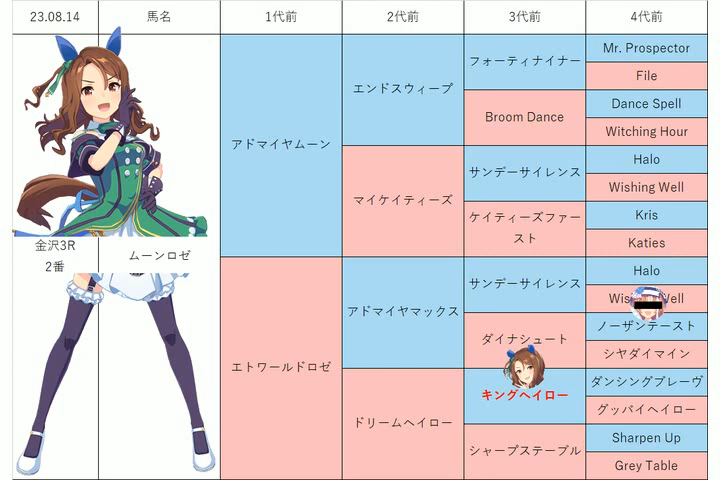 23.08.14 馬名 1代前 2代前 3代前 4代前
金沢3R
2番
ムーンロゼ
アドマイヤムーン
エトワールドロゼ
エンドスウィープ
マイケイティーズ
アドマイヤマックス
ドリームヘイロー
フォーティナイナー
Broom Dance
サンデーサイレンス
ケイティーズファー
スト
サンデーサイレンス
ダイナシュート
キングヘイロー
シャープステーブル
Mr. Prospector
File
Dance Spell
Witching Hour
Halo
Wishing Well
Kris
Katies
Halo
ノーザンテースト
シヤダイマイン
ダンシングブレーヴ
グッバイヘイロー
Sharpen Up
Grey Table